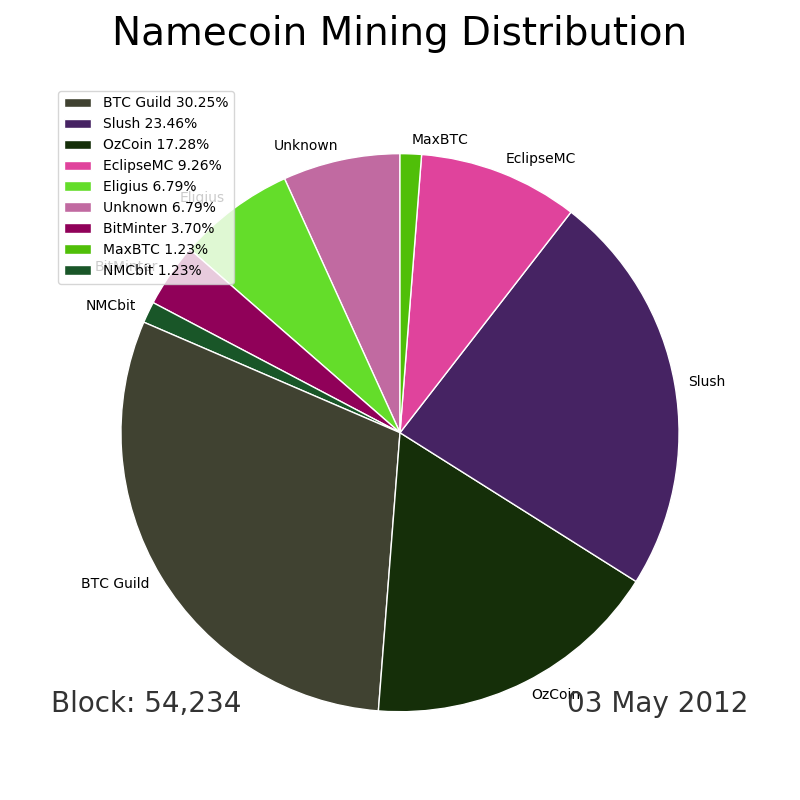 Namecoin Mining Distribution
BTC Guild 30.25%
Slush 23.46%
OzCoin 17.28%
EclipseMC 9.26%
Eligius 6.79%
Unknown 6.79%
BitMinter 3.70%
MaxBTC 1.23%
NMCbit 1.23%
MaxBTC
Unknown
EclipseMC
Eligius
BitMinter
NMCbit
Slush
BTC Guild
OzCoin
Block: 54,234
03 May 2012